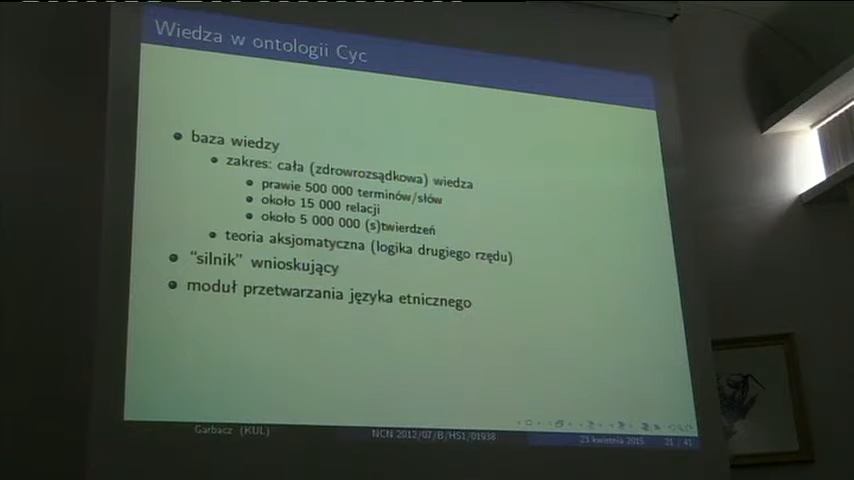 Wiedza w ontologii Cyc
baza wiedzy
zakres: cała (zdrowrozsądkowa) wiedza
prawie 500 000 terminów/słów
około 15 000 relacji
około 5 000 000 (s)twierdzeń
teoria aksjomatyczna (logika drugiego rzędu)
"silnik" wnioskujący
moduł przetwarzania języka etnicznego
Garbacz (KUL) NCN 2012/07/B/HS1/01938 23 kwietnia 2015 21 / 41